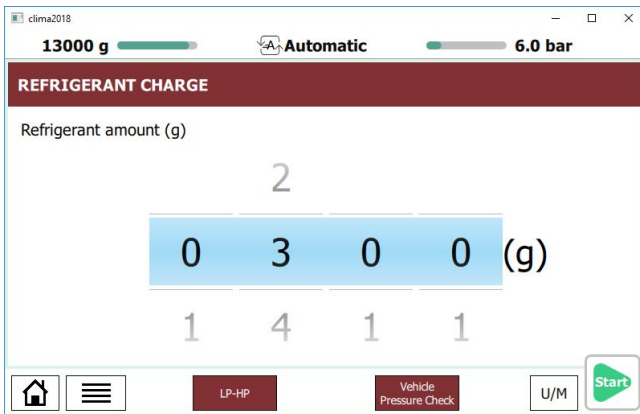 clima2018
13000 g Automatic 6.0 bar
REFRIGERANT CHARGE
Refrigerant amount (g)
2
0 3 0 0 (g)
1 4 1 1
LP-HP Vehicle Pressure Check U/M Start